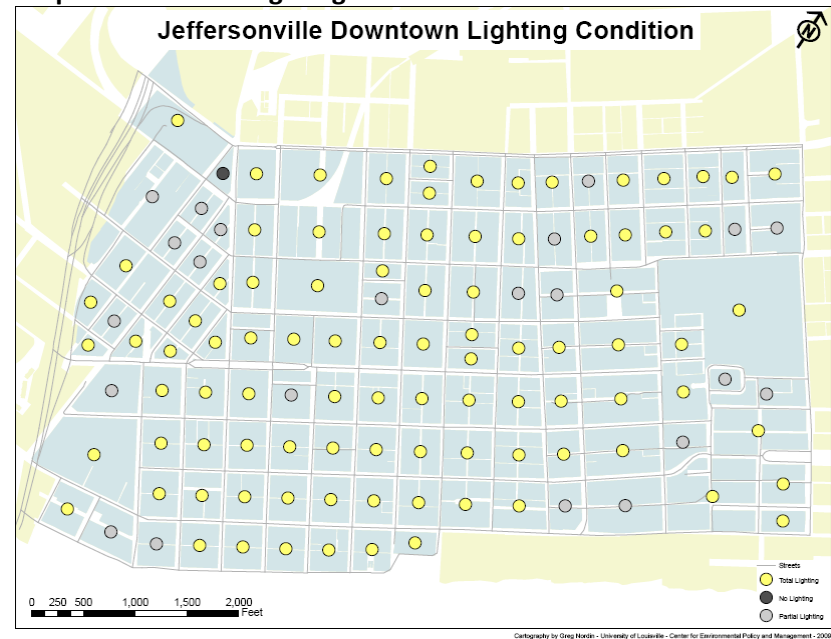 Jeffersonville Downtown Lighting Condition
N
Streets
Total Lighting
No Lighting
Partial Lighting
0 250 500 1,000 1,500 2,000
Feet
Cartography by Greg Nordin - University of Louisville - Center for Environmental Policy and Management - 2009